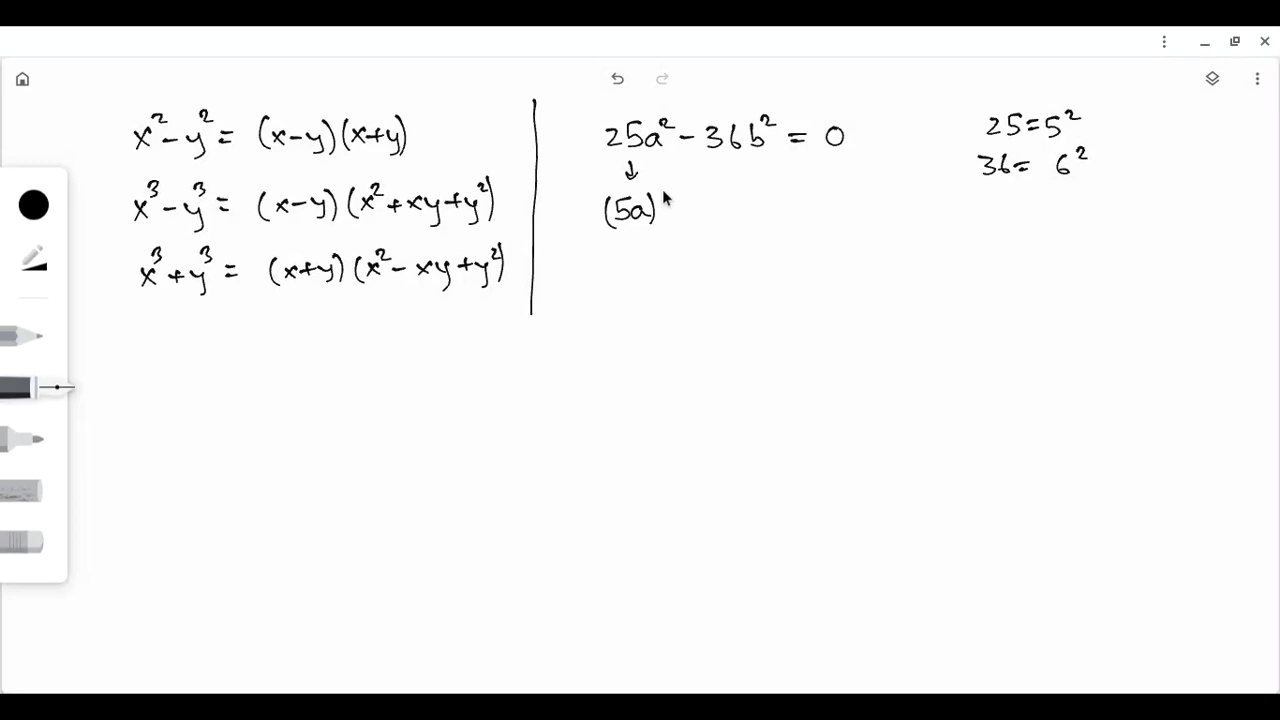 x² - y² = (x-y)(x+y)
x³ - y³ = (x-y)(x²+xy+y²)
x³ + y³ = (x+y)(x² - xy + y²)
25a² - 36b² = 0
↓
(5a)
25=5²
36= 6²